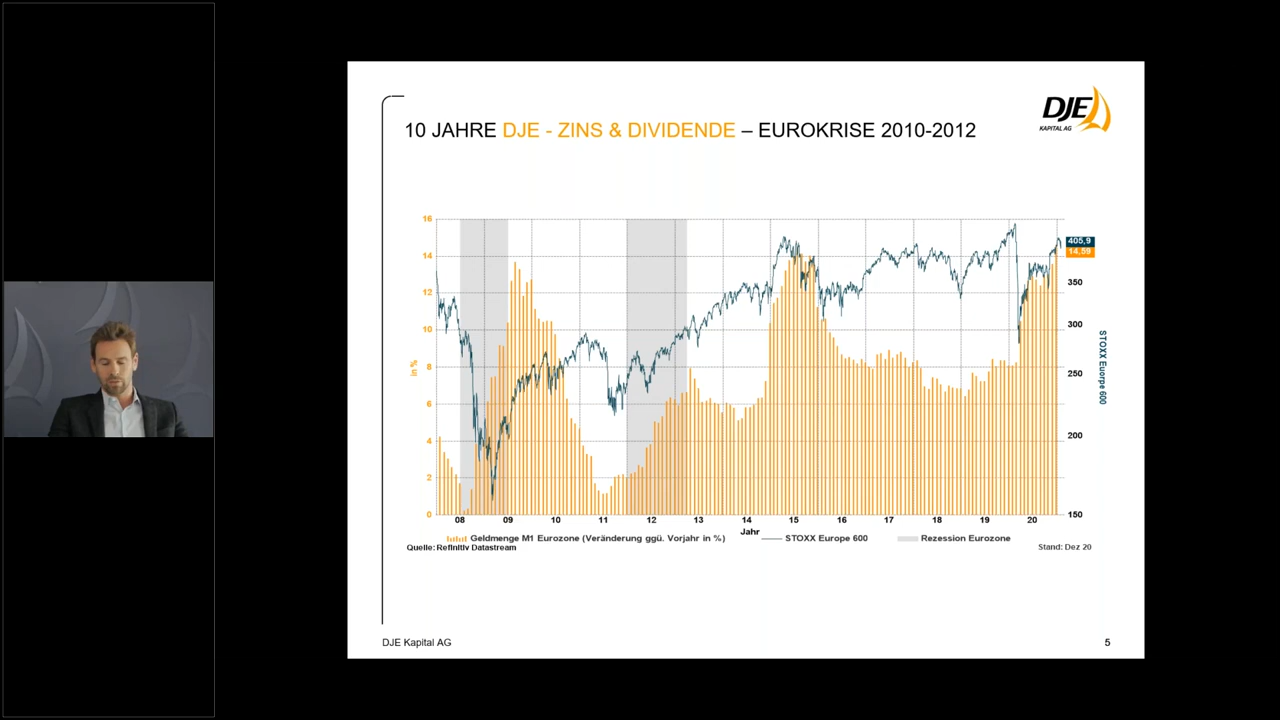 10 JAHRE DJE - ZINS & DIVIDENDE – EUROKRISE 2010-2012
DJE
KAPITAL AG
16
14
12
10
8
6
4
2
0
in %
405,9
14,59
350
300
250
200
150
STOXX Euorpe 600
08 09 10 11 12 13 14 15 16 17 18 19 20
Jahr
Geldmenge M1 Eurozone (Veränderung ggü. Vorjahr in %) STOXX Europe 600 Rezession Eurozone
Quelle: Refinitiv Datastream Stand: Dez 20
DJE Kapital AG 5